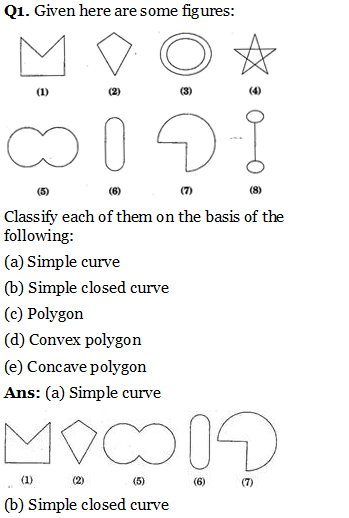 Q1. Given here are some figures:
(1) (2) (3) (4)
(5) (6) (7) (8)
Classify each of them on the basis of the
following:
(a) Simple curve
(b) Simple closed curve
(c) Polygon
(d) Convex polygon
(e) Concave polygon
Ans: (a) Simple curve
(1) (2) (5) (6) (7)
(b) Simple closed curve